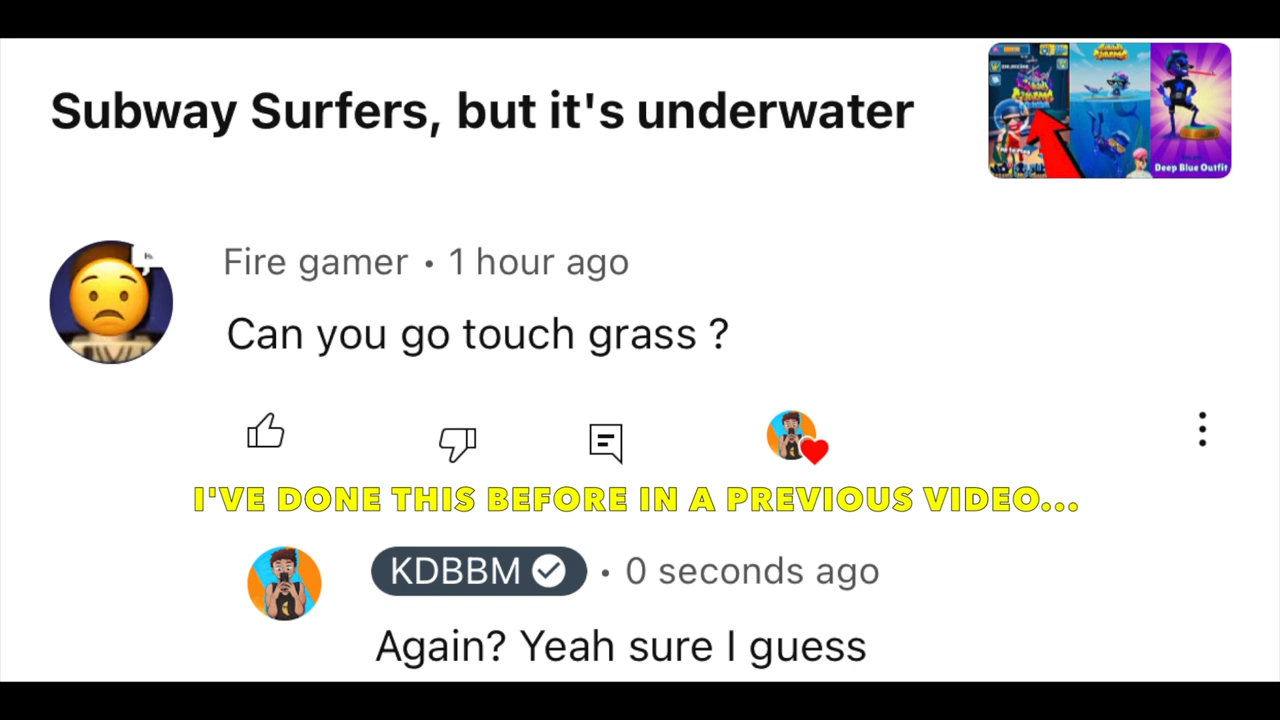 Subway Surfers, but it's underwater
Deep Blue Outfit
Fire gamer • 1 hour ago
Can you go touch grass ?
I'VE DONE THIS BEFORE IN A PREVIOUS VIDEO...
KDBBM • 0 seconds ago
Again? Yeah sure I guess